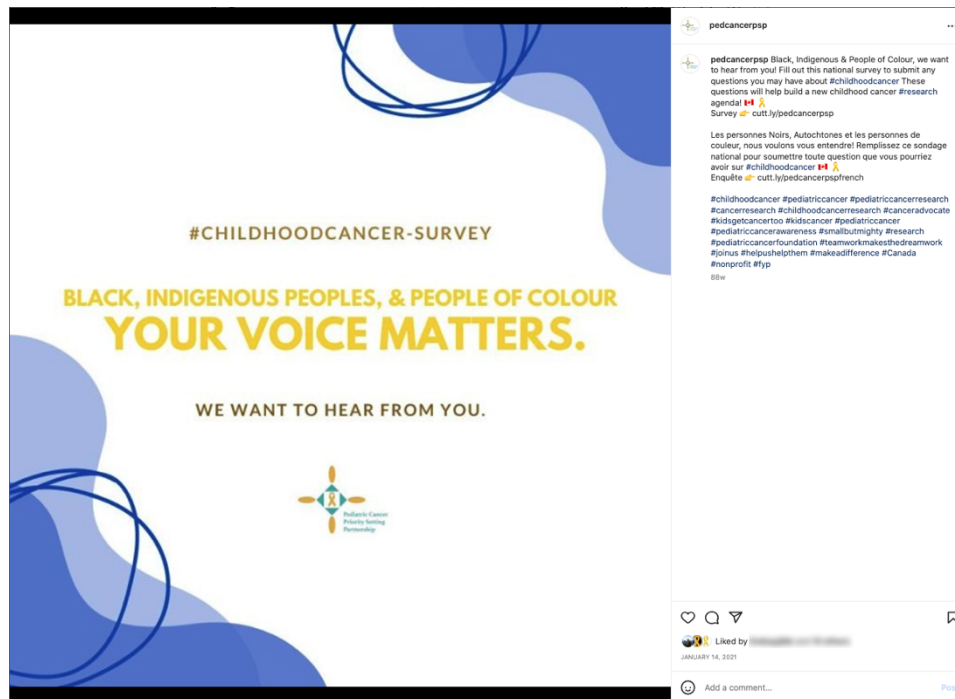 #CHILDHOODCANCER-SURVEY
BLACK, INDIGENOUS PEOPLES, & PEOPLE OF COLOUR
YOUR VOICE MATTERS.
WE WANT TO HEAR FROM YOU.
Pediatric Cancer
Priority Setting
Partnership
pedcancerpsp
pedcancerpsp Black, Indigenous & People of Colour, we want
to hear from you! Fill out this national survey to submit any
questions you may have about #childhoodcancer These
questions will help build a new childhood cancer #research
agenda! 🇨🇦 🎗
Survey 👉 cutt.ly/pedcancerpsp
Les personnes Noirs, Autochtones et les personnes de
couleur, nous voulons vous entendre! Remplissez ce sondage
national pour soumettre toute question que vous pourriez
avoir sur #childhoodcancer 🇨🇦 🎗
Enquête 👉 cutt.ly/pedcancerpspfrench
#childhoodcancer #pediatriccancer #pediatriccancerresearch
#cancerresearch #childhoodcancerresearch #canceradvocate
#kidsgetcancertoo #kidscancer #pediatriccancer
#pediatriccancerawareness #smallbutmighty #research
#pediatriccancerfoundation #teamworkmakesthedreamwork
#joinus #helpushelpthem #makeadifference #Canada
#nonprofit #fyp
88w
Liked by
JANUARY 14, 2021
Add a comment...
Pos